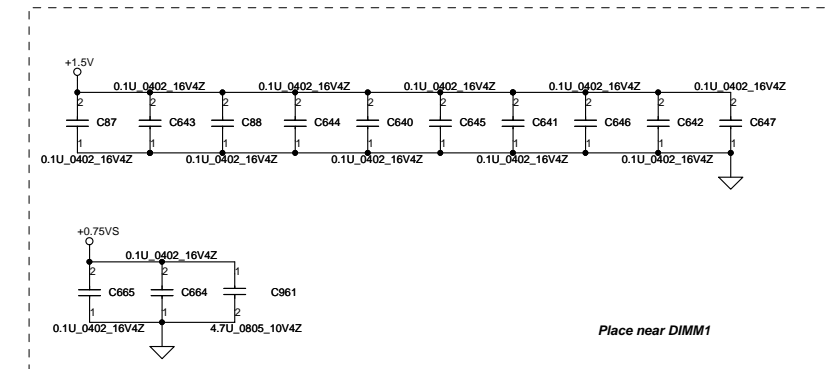 +1.5V
0.1U_0402_16V4Z 0.1U_0402_16V4Z 0.1U_0402_16V4Z 0.1U_0402_16V4Z 0.1U_0402_16V4Z
2 2 2 2 2 2 2 2 2 2
C87 C643 C88 C644 C640 C645 C641 C646 C642 C647
1 1 1 1 1 1 1 1 1 1
0.1U_0402_16V4Z 0.1U_0402_16V4Z 0.1U_0402_16V4Z 0.1U_0402_16V4Z 0.1U_0402_16V4Z
+0.75VS
0.1U_0402_16V4Z
2 2 1
C665 C664 C961
1 1 2
0.1U_0402_16V4Z 4.7U_0805_10V4Z
Place near DIMM1